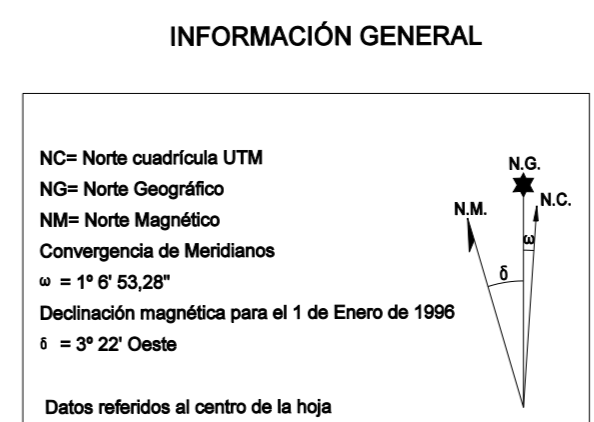 INFORMACIÓN GENERAL
NC= Norte cuadrícula UTM
NG= Norte Geográfico
NM= Norte Magnético
Convergencia de Meridianos
ω = 1º 6' 53,28"
Declinación magnética para el 1 de Enero de 1996
δ = 3º 22' Oeste
Datos referidos al centro de la hoja
N.G.
N.M.
N.C.
ω
δ